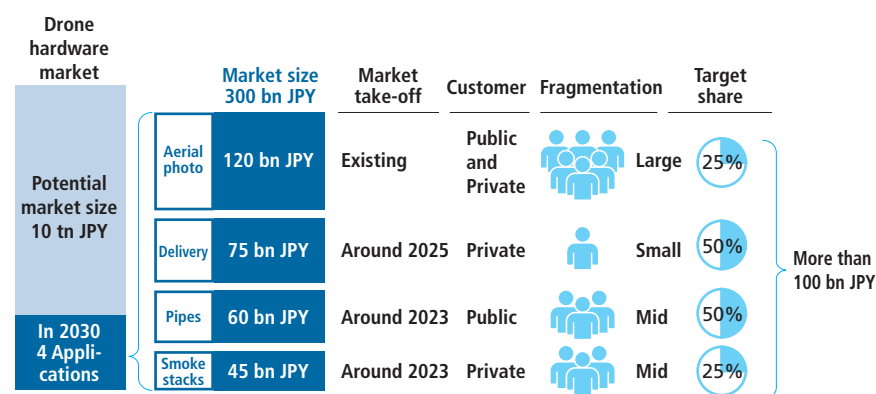 Drone
hardware
market
Market size
300 bn JPY
Market
take-off
Customer
Fragmentation
Target
share
Potential
market size
10 tn JPY
In 2030
4 Appli-
cations
Aerial
photo
120 bn JPY
Existing
Public
and
Private
Large
25%
Delivery
75 bn JPY
Around 2025
Private
Small
50%
Pipes
60 bn JPY
Around 2023
Public
Mid
50%
Smoke
stacks
45 bn JPY
Around 2023
Private
Mid
25%
More than
100 bn JPY